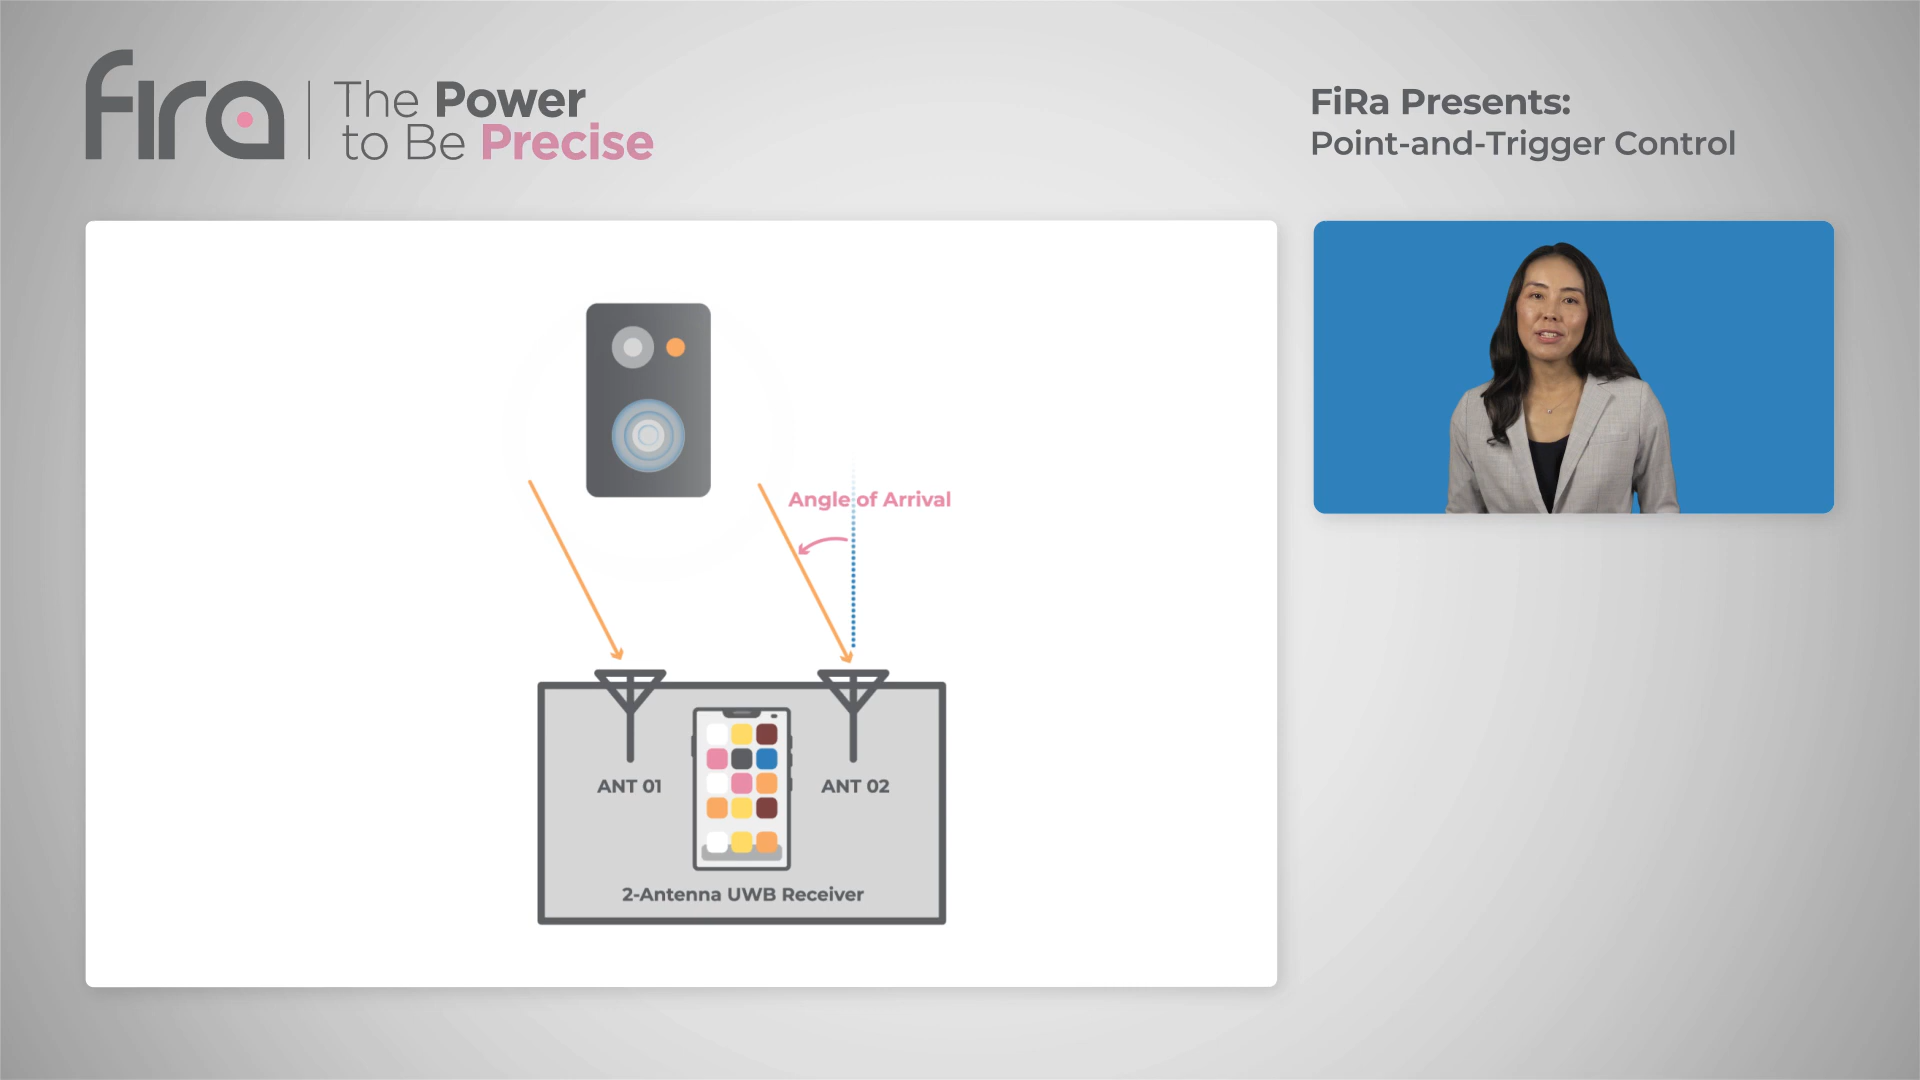 fira
The Power
to Be Precise
FiRa Presents:
Point-and-Trigger Control
Angle of Arrival
ANT 01
ANT 02
2-Antenna UWB Receiver